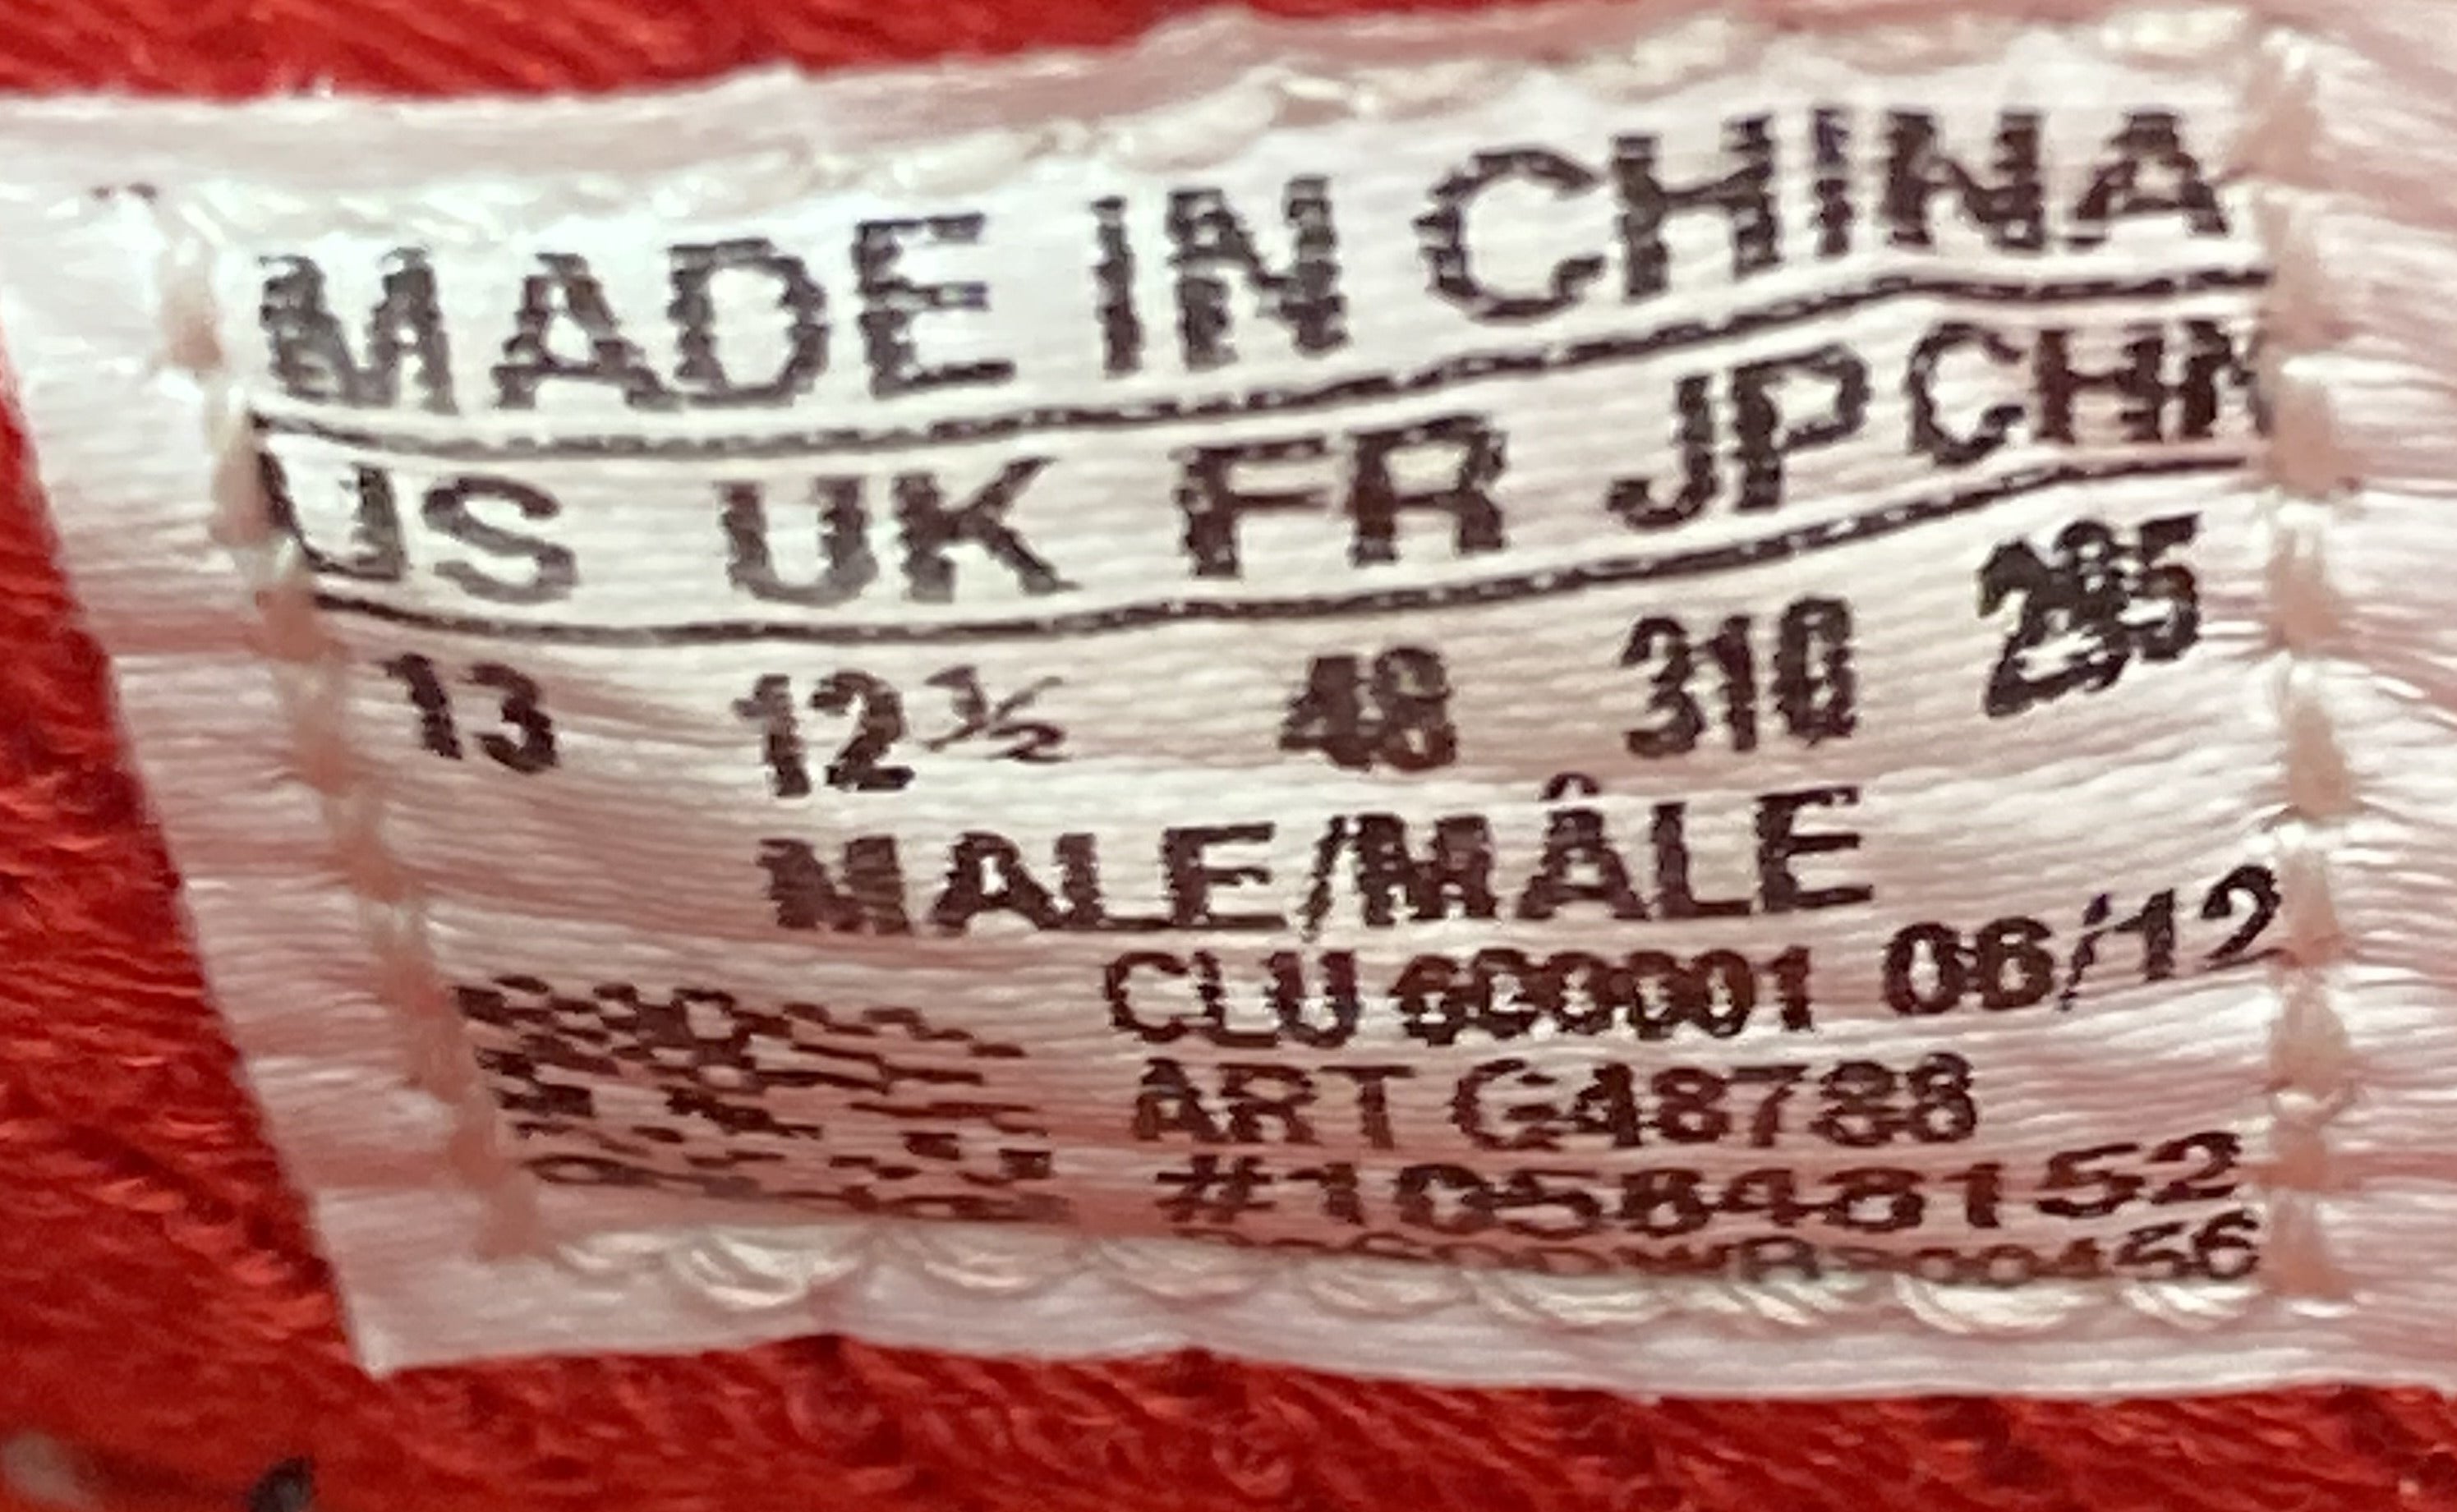 MADE IN CHINA
US UK FR JP CHN
13 12½ 48 310 295
MALE/MÂLE
CLU 600001 06/12
ART G48788
#105848152